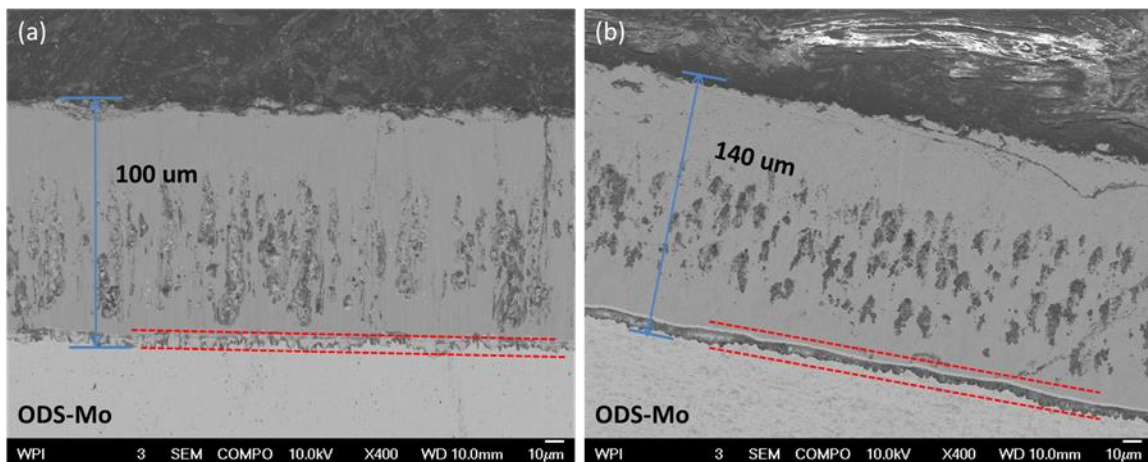 (a)
100 um
ODS-Mo
WPI 3 SEM COMPO 10.0kV X400 WD 10.0mm 10μm
(b)
140 um
ODS-Mo
WPI 3 SEM COMPO 10.0kV X400 WD 10.0mm 10μm